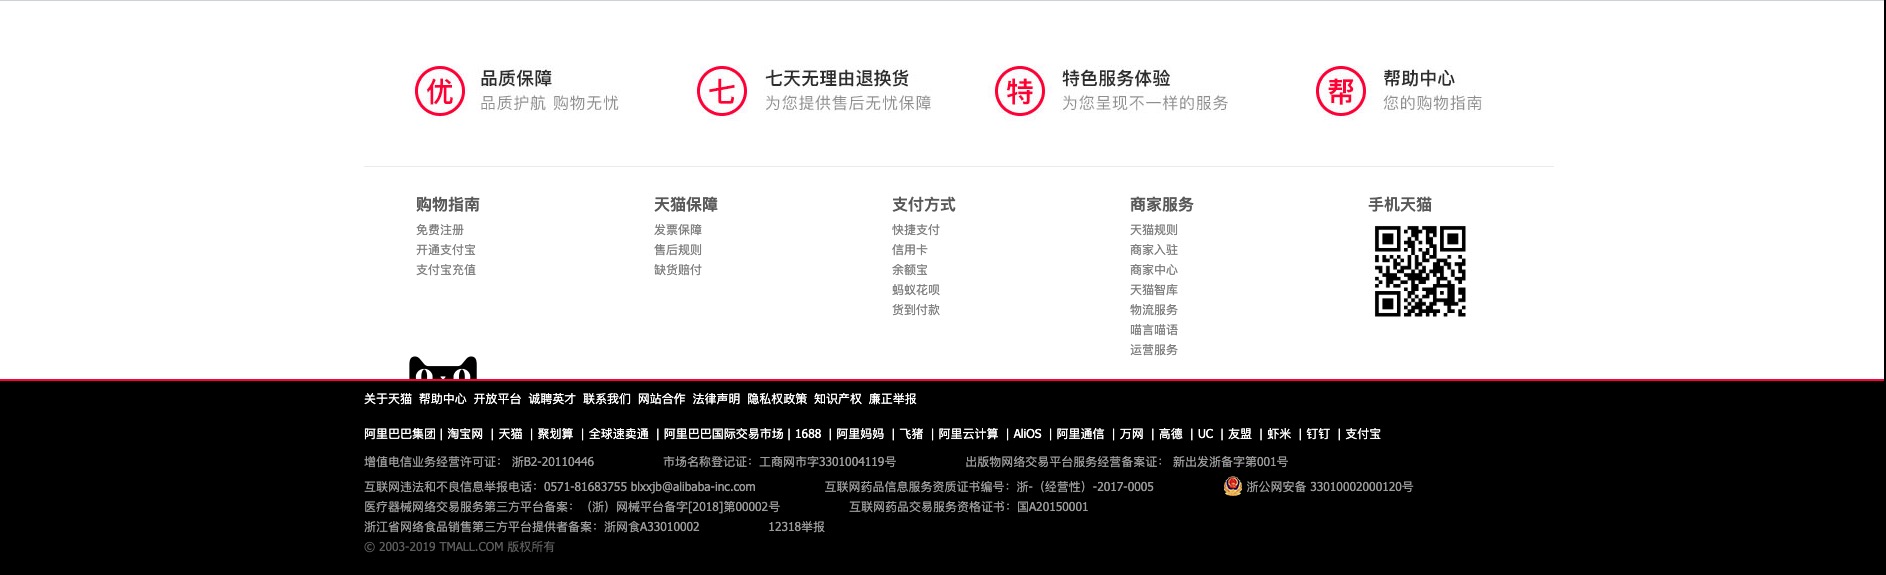 优 品质保障
品质护航 购物无忧
七 七天无理由退换货
为您提供售后无忧保障
特 特色服务体验
为您呈现不一样的服务
帮 帮助中心
您的购物指南
购物指南
免费注册
开通支付宝
支付宝充值
天猫保障
发票保障
售后规则
缺货赔付
支付方式
快捷支付
信用卡
余额宝
蚂蚁花呗
货到付款
商家服务
天猫规则
商家入驻
商家中心
天猫智库
物流服务
喵言喵语
运营服务
手机天猫
关于天猫 帮助中心 开放平台 诚聘英才 联系我们 网站合作 法律声明 隐私权政策 知识产权 廉正举报
阿里巴巴集团 | 淘宝网 | 天猫 | 聚划算 | 全球速卖通 | 阿里巴巴国际交易市场 | 1688 | 阿里妈妈 | 飞猪 | 阿里云计算 | AliOS | 阿里通信 | 万网 | 高德 | UC | 友盟 | 虾米 | 钉钉 | 支付宝
增值电信业务经营许可证： 浙B2-20110446 市场名称登记证：工商网市字3301004119号 出版物网络交易平台服务经营备案证： 新出发浙备字第001号
互联网违法和不良信息举报电话：0571-81683755 blxxjb@alibaba-inc.com 互联网药品信息服务资质证书编号：浙-（经营性）-2017-0005 浙公网安备 33010002000120号
医疗器械网络交易服务第三方平台备案：（浙）网械平台备字[2018]第00002号 互联网药品交易服务资格证书：国A20150001
浙江省网络食品销售第三方平台提供者备案：浙网食A33010002 12318举报
© 2003-2019 TMALL.COM 版权所有